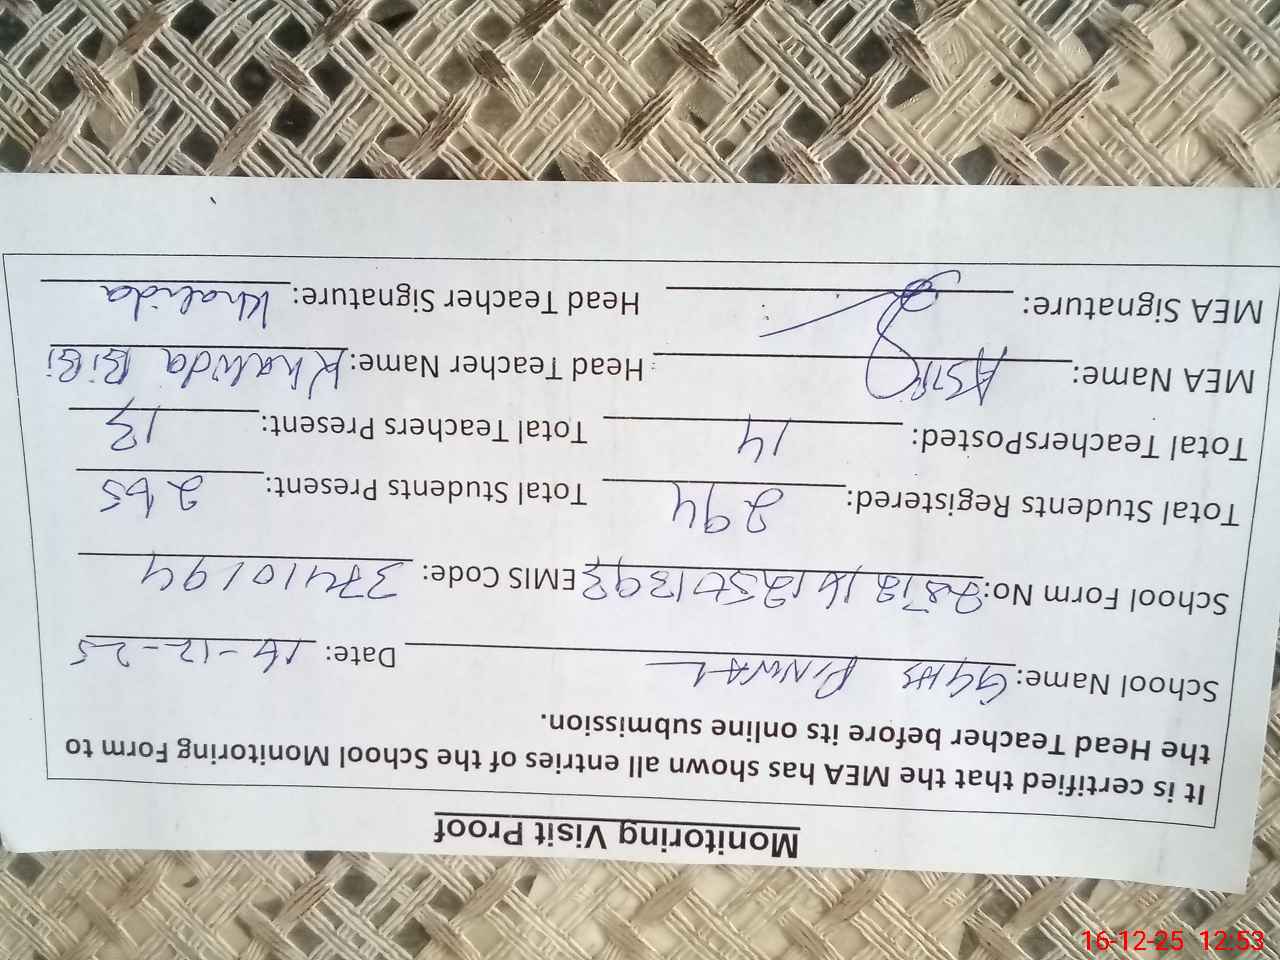 Monitoring Visit Proof
It is certified that the MEA has shown all entries of the School Monitoring Form to
the Head Teacher before its online submission.
School Name: GGHS PINWAL Date: 16-12-25
School Form No: EMIS Code: 37410194
Total Students Registered: 294 Total Students Present: 265
Total TeachersPosted: 14 Total Teachers Present: 13
MEA Name: Head Teacher Name: Khalida BiBi
MEA Signature: Head Teacher Signature: Khalida
16-12-25 12:53